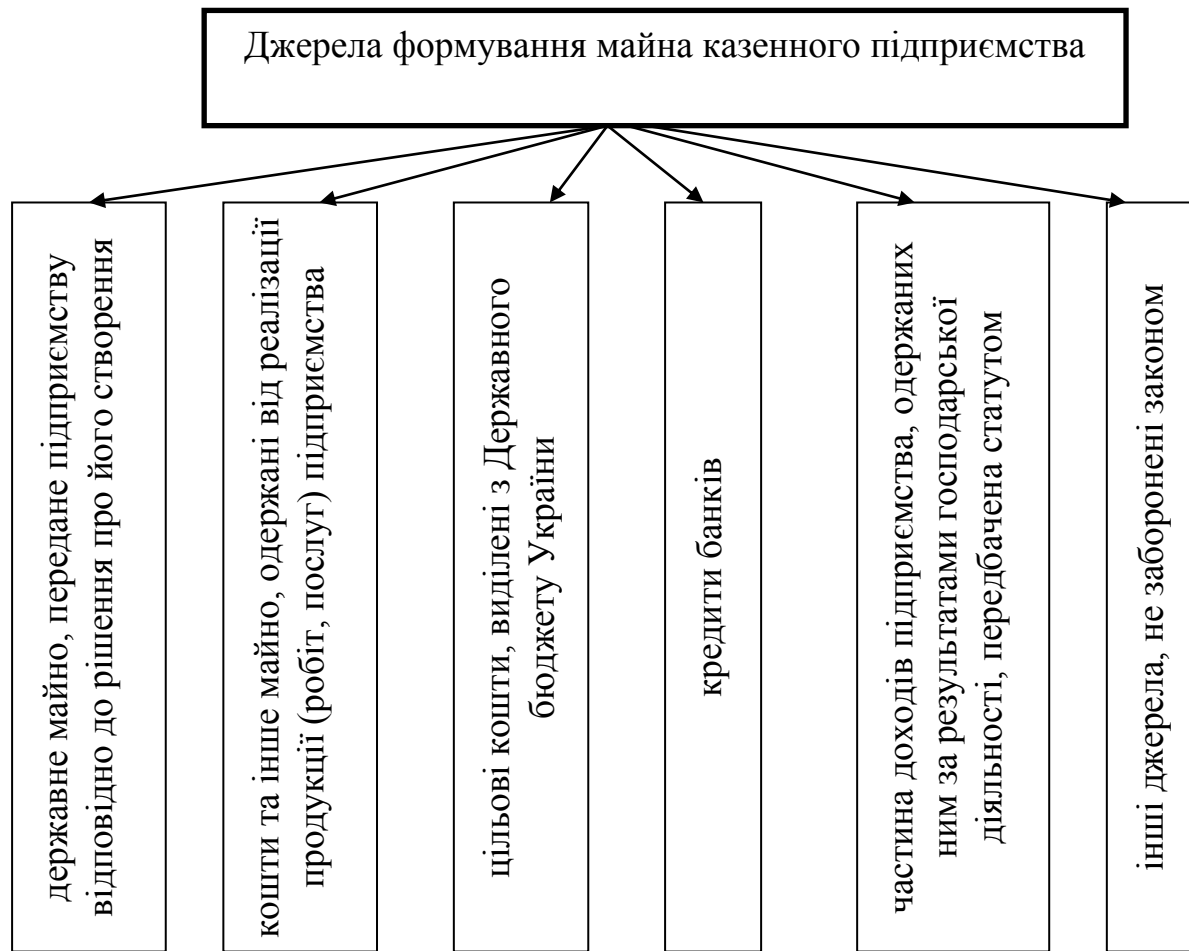 Джерела формування майна казенного підприємства
державне майно, передане підприємству
відповідно до рішення про його створення
кошти та інше майно, одержані від реалізації
продукції (робіт, послуг) підприємства
цільові кошти, виділені з Державного
бюджету України
кредити банків
частина доходів підприємства, одержаних
ним за результатами господарської
діяльності, передбачена статутом
інші джерела, не заборонені законом